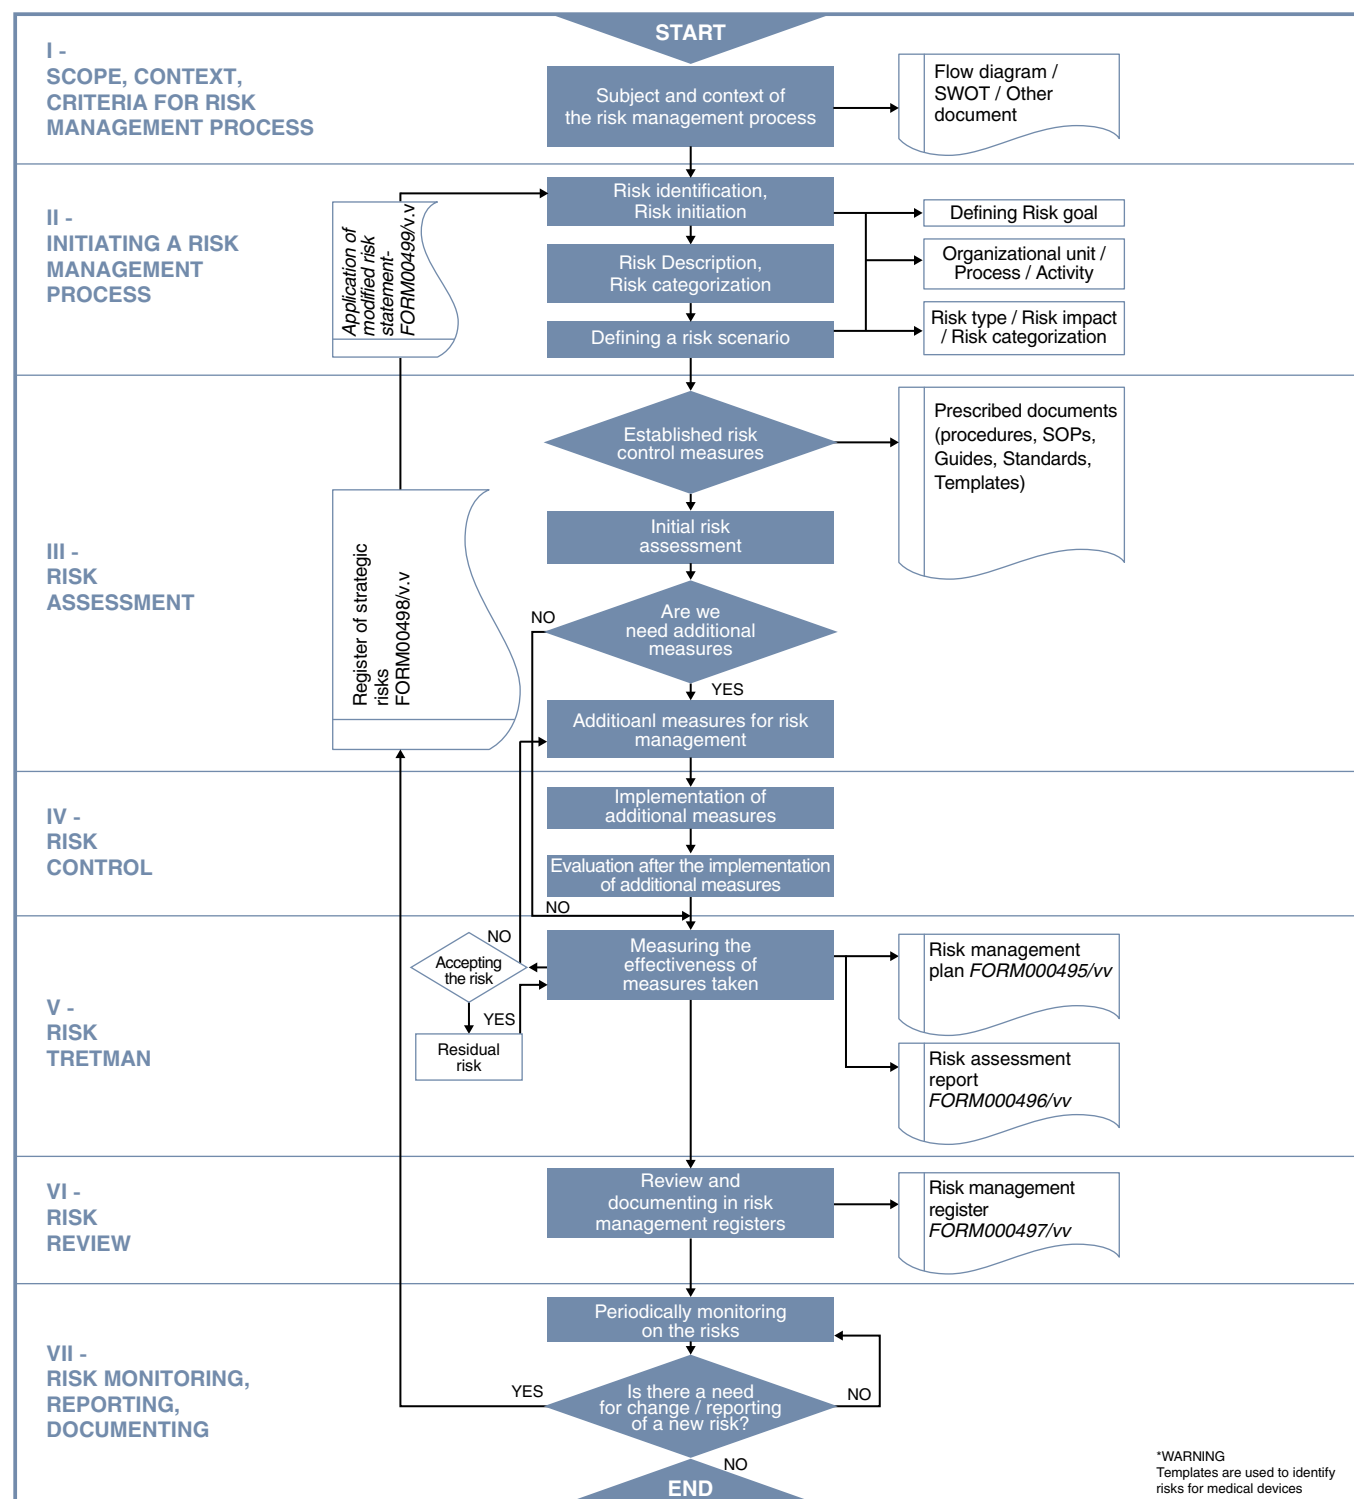 START
I -
SCOPE, CONTEXT,
CRITERIA FOR RISK
MANAGEMENT PROCESS
Subject and context of
the risk management process
Flow diagram /
SWOT / Other
document
II -
INITIATING A RISK
MANAGEMENT
PROCESS
Application of
modified risk
statement-
FORM00499/v.v
Risk identification,
Risk initiation
Risk Description,
Risk categorization
Defining a risk scenario
Defining Risk goal
Organizational unit /
Process / Activity
Risk type / Risk impact
/ Risk categorization
III -
RISK
ASSESSMENT
Register of strategic
risks
FORM00498/v.v
Established risk
control measures
Prescribed documents
(procedures, SOPs,
Guides, Standards,
Templates)
Initial risk
assessment
NO
Are we
need additional
measures
YES
Additioanl measures for risk
management
IV -
RISK
CONTROL
Implementation of
additional measures
Evaluation after the implementation
of additional measures
NO
V -
RISK
TRETMAN
NO
Accepting
the risk
YES
Residual
risk
Measuring the
effectiveness of
measures taken
Risk management
plan FORM000495/vv
Risk assessment
report
FORM000496/vv
VI -
RISK
REVIEW
Review and
documenting in risk
management registers
Risk management
register
FORM000497/vv
VII -
RISK MONITORING,
REPORTING,
DOCUMENTING
Periodically monitoring
on the risks
YES
Is there a need
for change / reporting
of a new risk?
NO
NO
END
*WARNING
Templates are used to identify
risks for medical devices